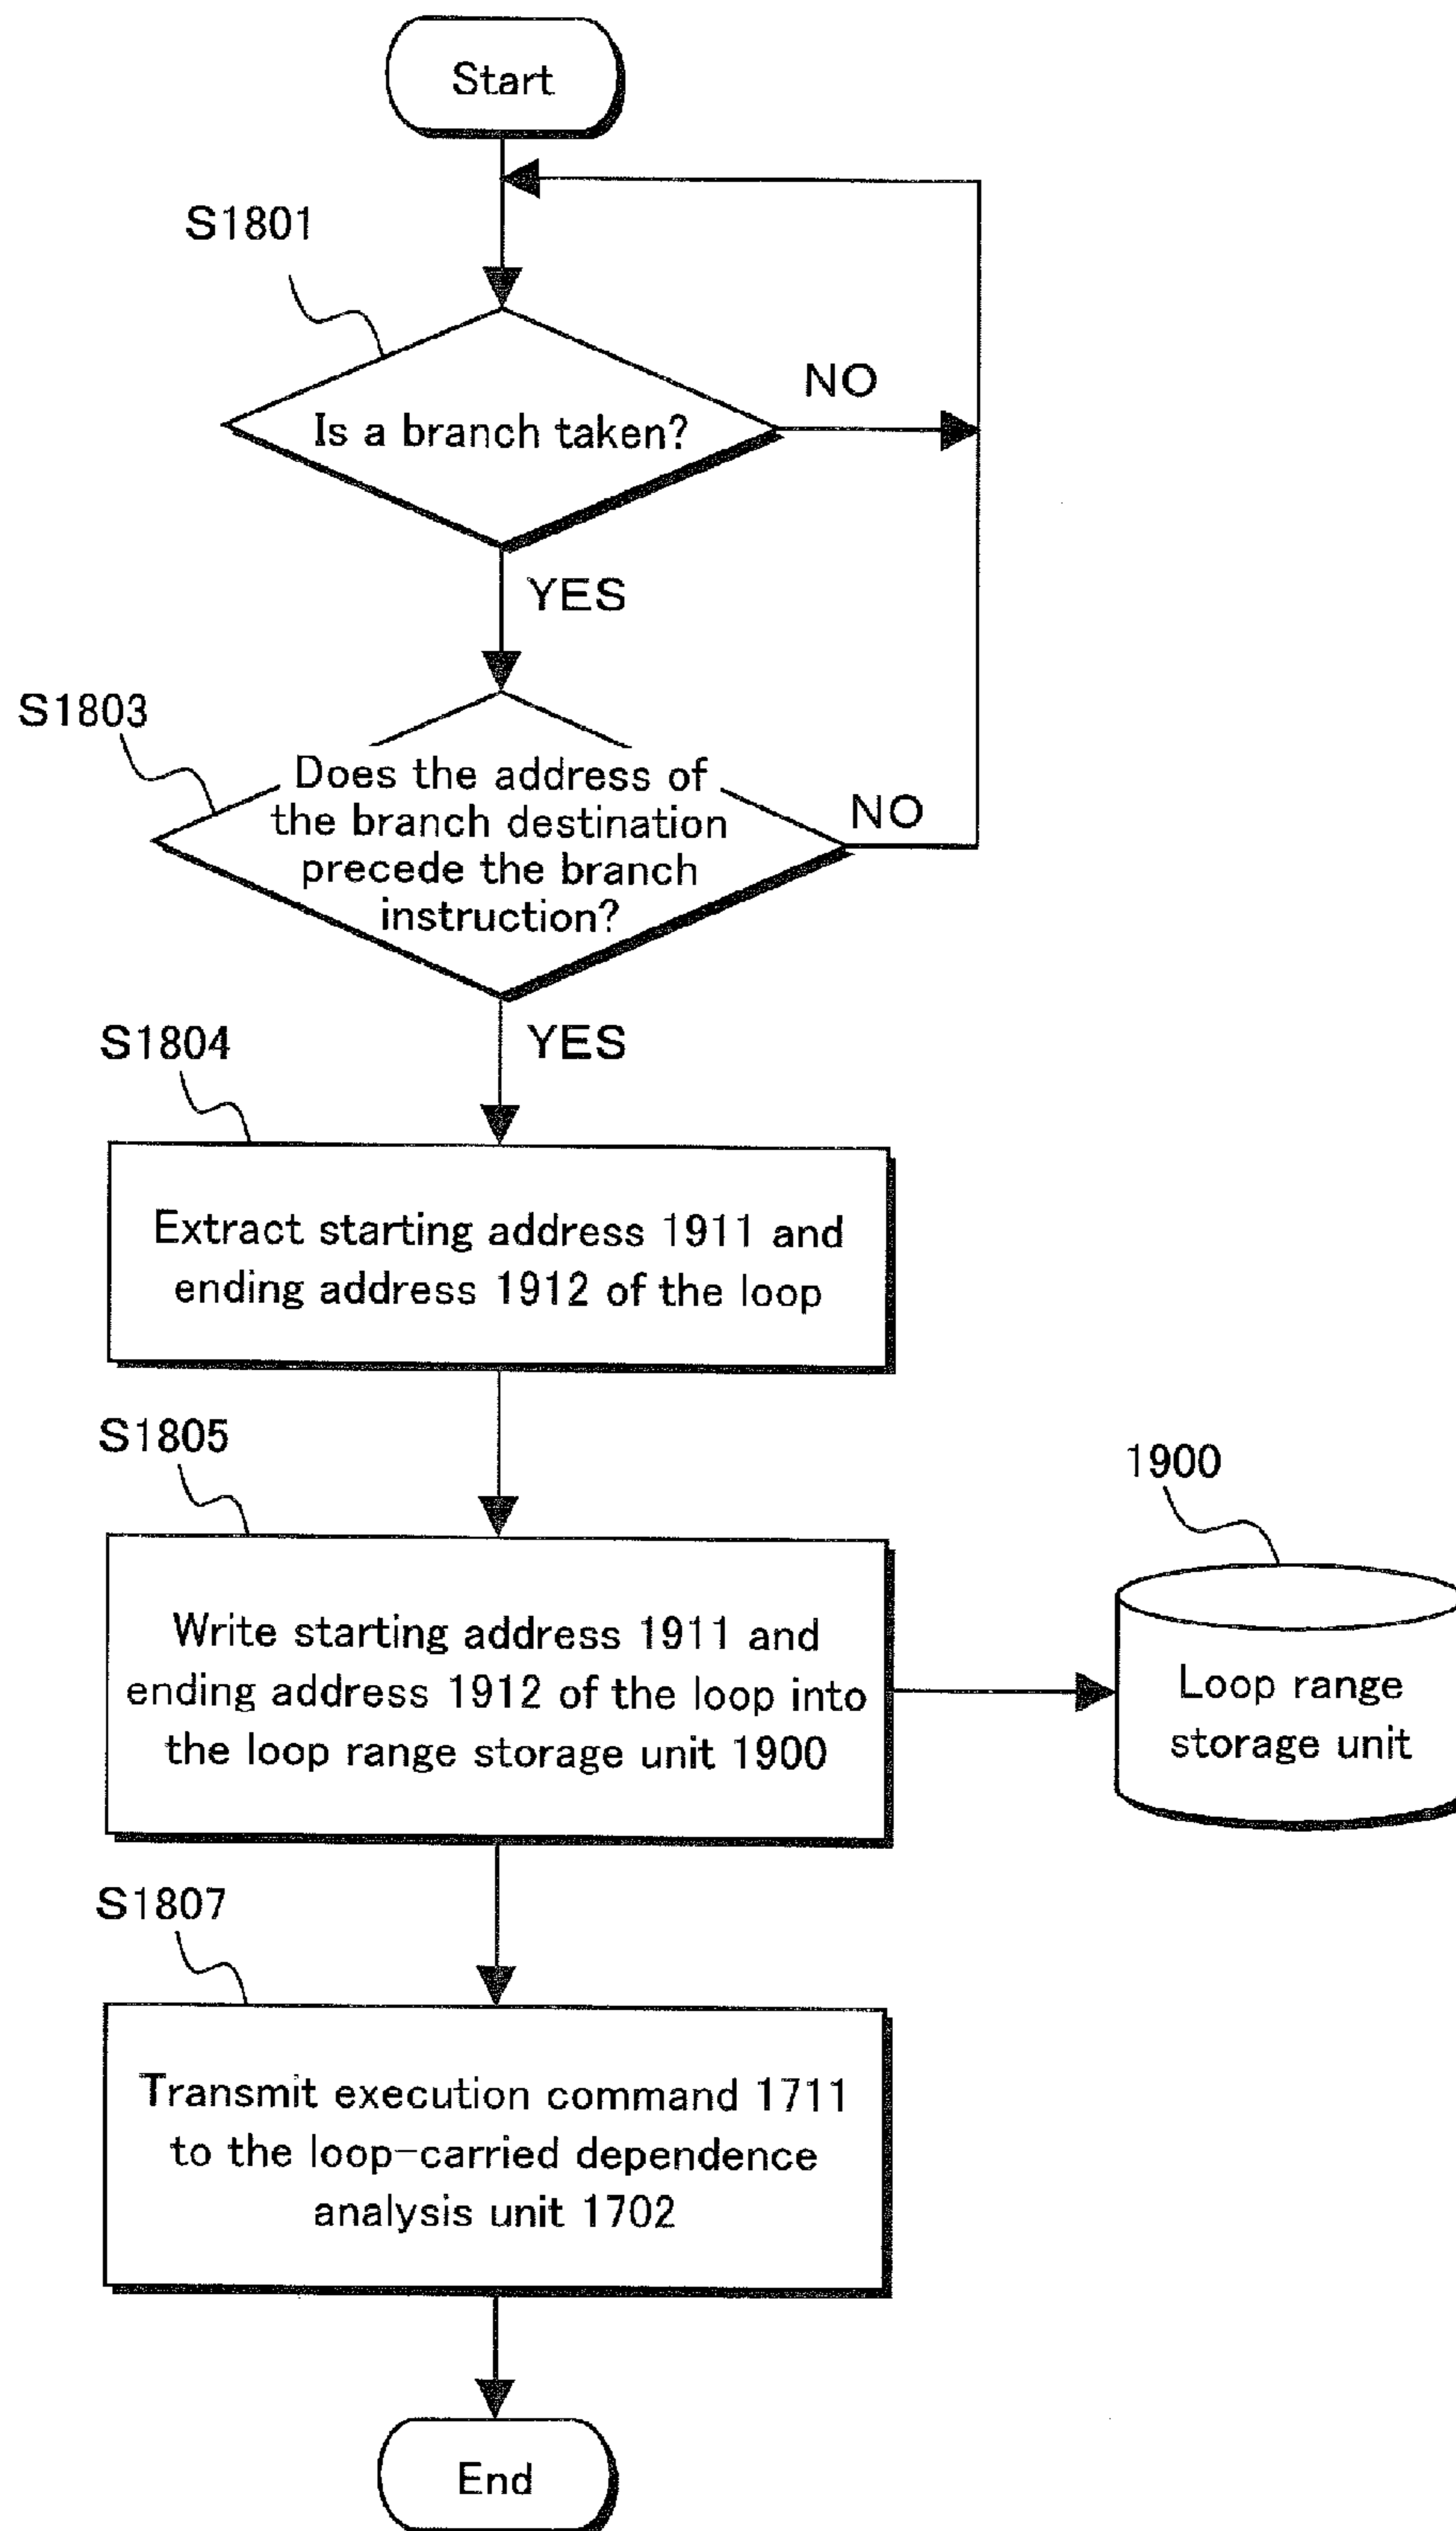 Start
S1801
Is a branch taken?
NO
YES
S1803
Does the address of
the branch destination
precede the branch
instruction?
NO
YES
S1804
Extract starting address 1911 and
ending address 1912 of the loop
S1805
Write starting address 1911 and
ending address 1912 of the loop into
the loop range storage unit 1900
1900
Loop range
storage unit
S1807
Transmit execution command 1711
to the loop-carried dependence
analysis unit 1702
End